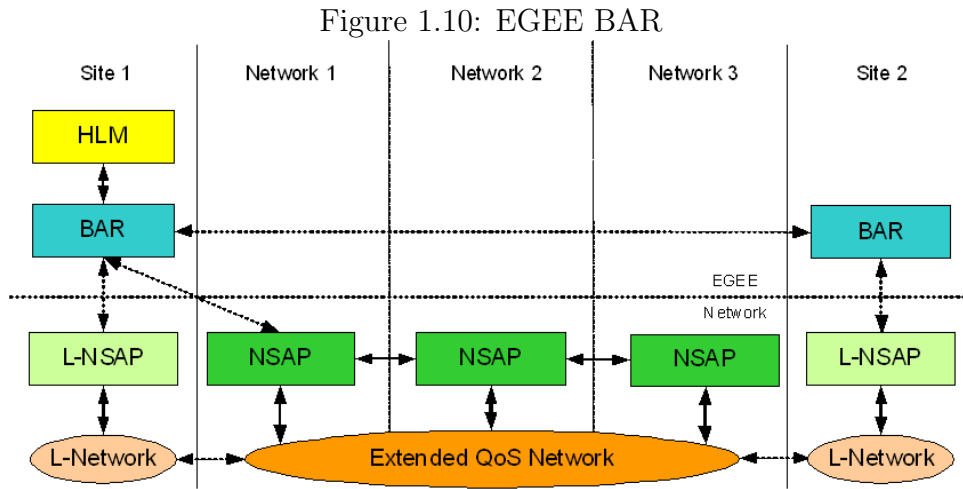 Figure 1.10: EGEE BAR
Site 1 Network 1 Network 2 Network 3 Site 2
HLM
BAR BAR
EGEE
Network
L-NSAP NSAP NSAP NSAP L-NSAP
L-Network Extended QoS Network L-Network